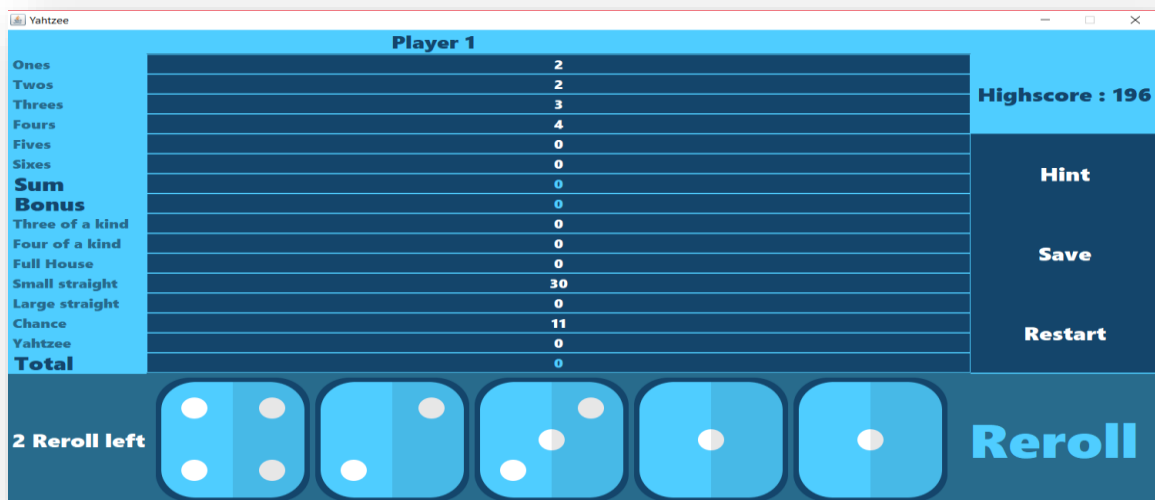 Yahtzee
Player 1
Ones 2
Twos 2
Threes 3
Fours 4
Fives 0
Sixes 0
Sum 0
Bonus 0
Three of a kind 0
Four of a kind 0
Full House 0
Small straight 30
Large straight 0
Chance 11
Yahtzee 0
Total 0
Highscore : 196
Hint
Save
Restart
2 Reroll left
Reroll